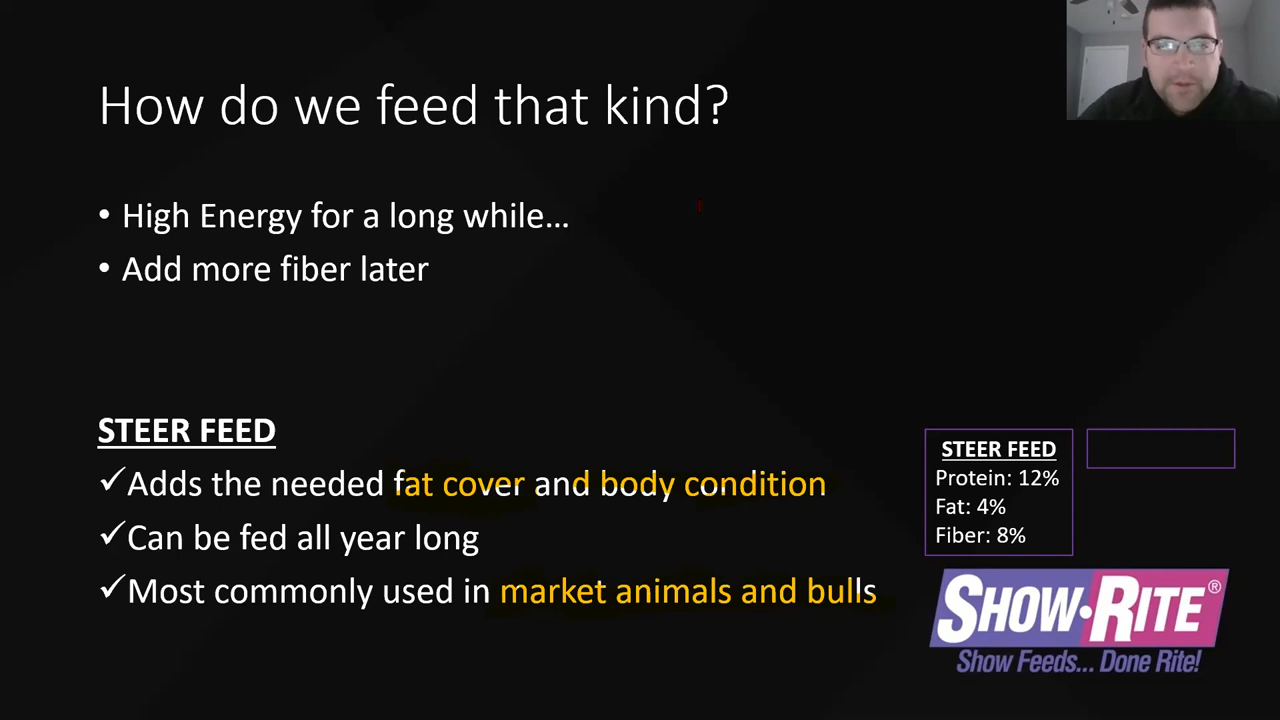 How do we feed that kind?
• High Energy for a long while...
• Add more fiber later
STEER FEED
✓Adds the needed fat cover and body condition
✓Can be fed all year long
✓Most commonly used in market animals and bulls
STEER FEED
Protein: 12%
Fat: 4%
Fiber: 8%
SHOW•RITE®
Show Feeds... Done Rite!